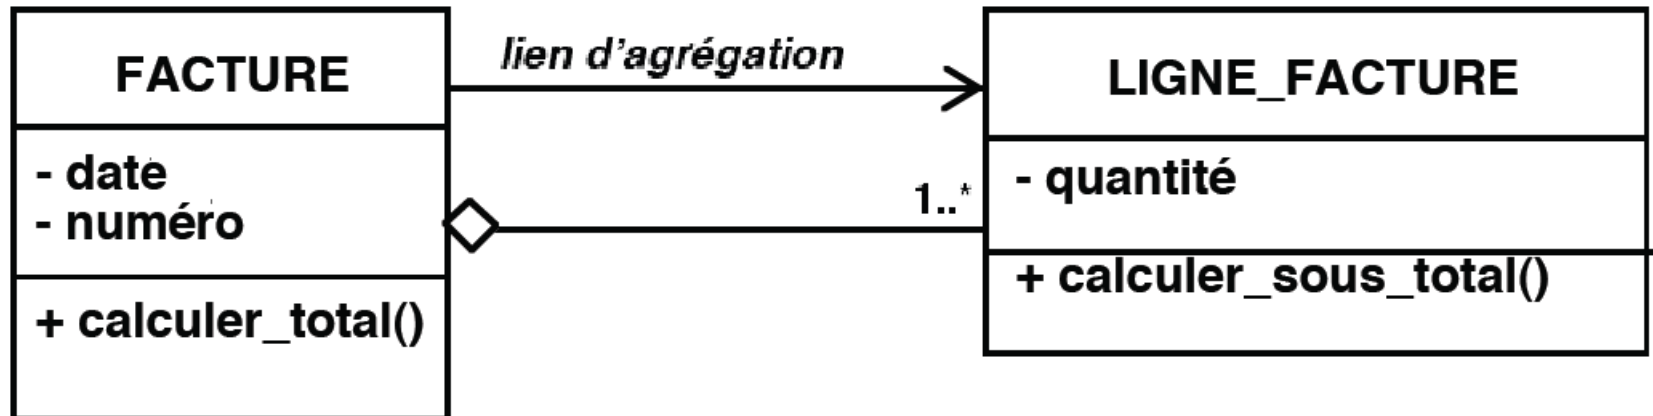 FACTURE
- date
- numéro
+ calculer_total()
lien d'agrégation
1..*
LIGNE_FACTURE
- quantité
+ calculer_sous_total()